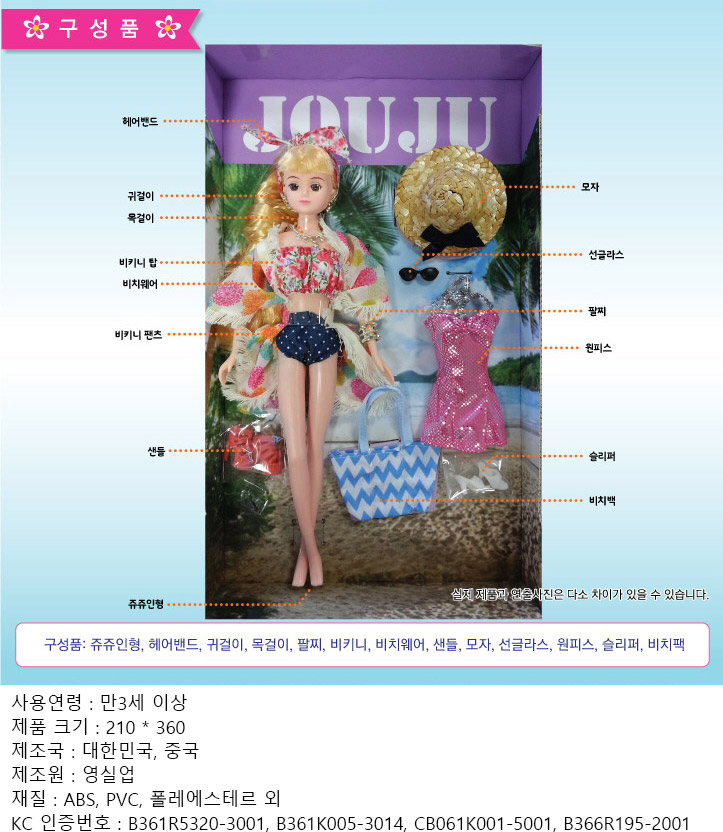 구성품
JOUJU
헤어밴드
귀걸이
목걸이
비키니 탑
비치웨어
비키니 팬츠
샌들
쥬쥬인형
모자
선글라스
팔찌
원피스
슬리퍼
비치백
실제 제품과 연출사진은 다소 차이가 있을 수 있습니다.
구성품: 쥬쥬인형, 헤어밴드, 귀걸이, 목걸이, 팔찌, 비키니, 비치웨어, 샌들, 모자, 선글라스, 원피스, 슬리퍼, 비치팩
사용연령 : 만3세 이상
제품 크기 : 210 * 360
제조국 : 대한민국, 중국
제조원 : 영실업
재질 : ABS, PVC, 폴레에스테르 외
KC 인증번호 : B361R5320-3001, B361K005-3014, CB061K001-5001, B366R195-2001